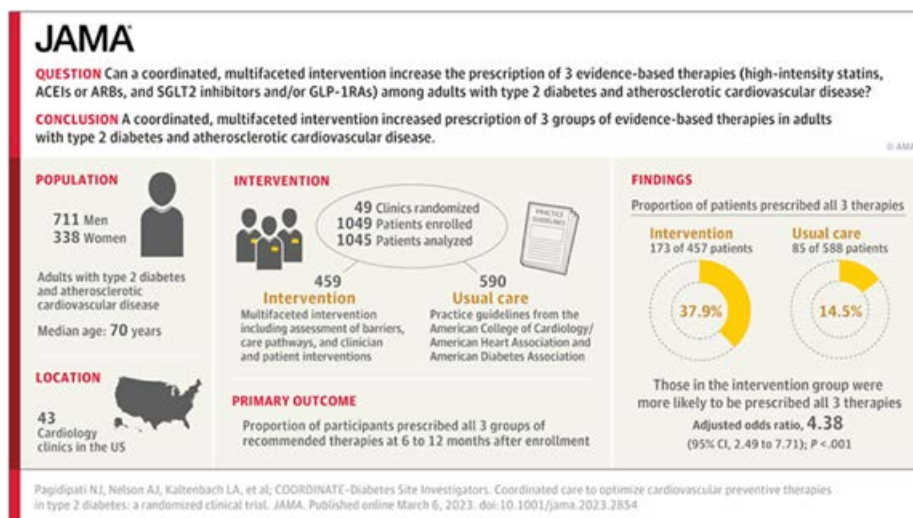 JAMA
QUESTION Can a coordinated, multifaceted intervention increase the prescription of 3 evidence-based therapies (high-intensity statins,
ACEIs or ARBs, and SGLT2 inhibitors and/or GLP-1RAs) among adults with type 2 diabetes and atherosclerotic cardiovascular disease?
CONCLUSION A coordinated, multifaceted intervention increased prescription of 3 groups of evidence-based therapies in adults
with type 2 diabetes and atherosclerotic cardiovascular disease.
© AMA
POPULATION
711 Men
338 Women
Adults with type 2 diabetes
and atherosclerotic
cardiovascular disease
Median age: 70 years
LOCATION
43
Cardiology
clinics in the US
INTERVENTION
49 Clinics randomized
1049 Patients enrolled
1045 Patients analyzed
PRACTICE
GUIDELINES
459
Intervention
Multifaceted intervention
including assessment of barriers,
care pathways, and clinician
and patient interventions
590
Usual care
Practice guidelines from the
American College of Cardiology/
American Heart Association and
American Diabetes Association
PRIMARY OUTCOME
Proportion of participants prescribed all 3 groups of
recommended therapies at 6 to 12 months after enrollment
FINDINGS
Proportion of patients prescribed all 3 therapies
Intervention
173 of 457 patients
37.9%
Usual care
85 of 588 patients
14.5%
Those in the intervention group were
more likely to be prescribed all 3 therapies
Adjusted odds ratio, 4.38
(95% CI, 2.49 to 7.71); P <.001
Pagidipati NJ, Nelson AJ, Kaltenbach LA, et al; COORDINATE-Diabetes Site Investigators. Coordinated care to optimize cardiovascular preventive therapies
in type 2 diabetes: a randomized clinical trial. JAMA. Published online March 6, 2023. doi:10.1001/jama.2023.2854